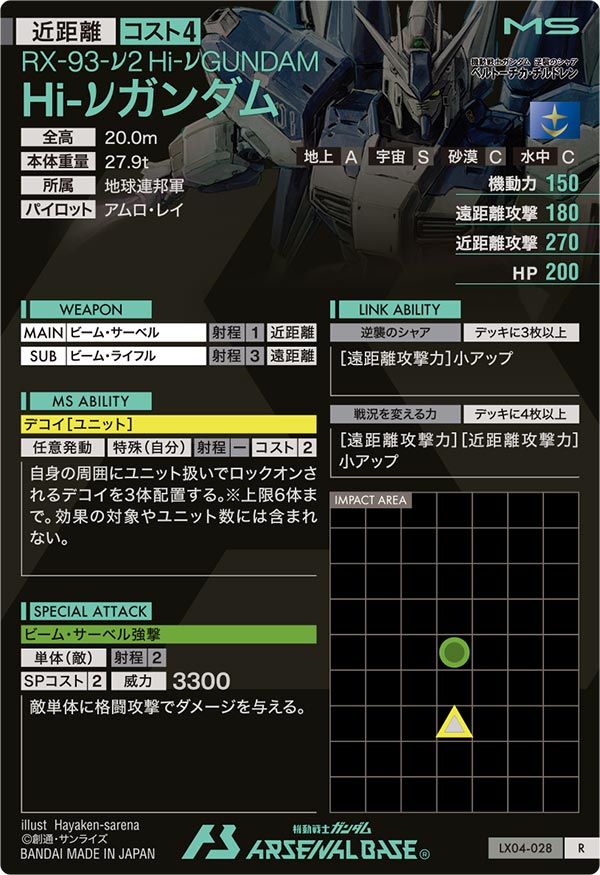 近距離 コスト4
MS
RX-93-ν2 Hi-νGUNDAM
Hi-νガンダム
機動戦士ガンダム 逆襲のシャア
ベルトーチカ・チルドレン
全高 20.0m
本体重量 27.9t
所属 地球連邦軍
パイロット アムロ・レイ
地上 A 宇宙 S 砂漠 C 水中 C
機動力 150
遠距離攻撃 180
近距離攻撃 270
HP 200
WEAPON
MAIN ビーム・サーベル 射程 1 近距離
SUB ビーム・ライフル 射程 3 遠距離
MS ABILITY
デコイ[ユニット]
任意発動 特殊(自分) 射程 ー コスト 2
自身の周囲にユニット扱いでロックオンさ
れるデコイを3体配置する。※上限6体ま
で。効果の対象やユニット数には含まれ
ない。
SPECIAL ATTACK
ビーム・サーベル強撃
単体(敵) 射程 2
SPコスト 2 威力 3300
敵単体に格闘攻撃でダメージを与える。
LINK ABILITY
逆襲のシャア デッキに3枚以上
[遠距離攻撃力]小アップ
戦況を変える力 デッキに4枚以上
[遠距離攻撃力][近距離攻撃力]
小アップ
IMPACT AREA
illust Hayaken-sarena
©創通・サンライズ
BANDAI MADE IN JAPAN
機動戦士ガンダム
ARSENAL BASE®
LX04-028 R